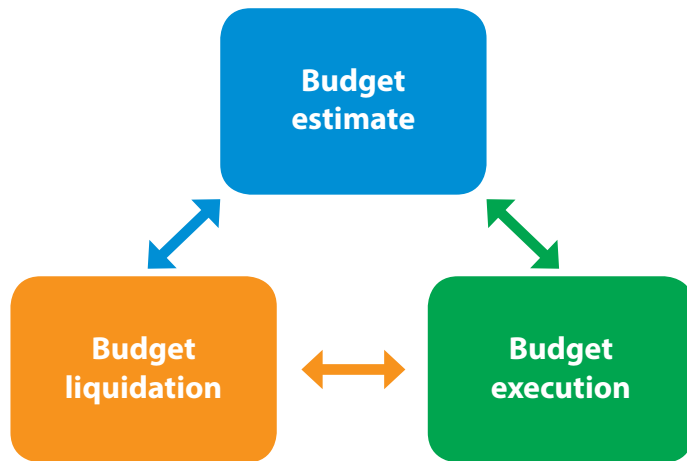 Budget
estimate
Budget
liquidation
Budget
execution